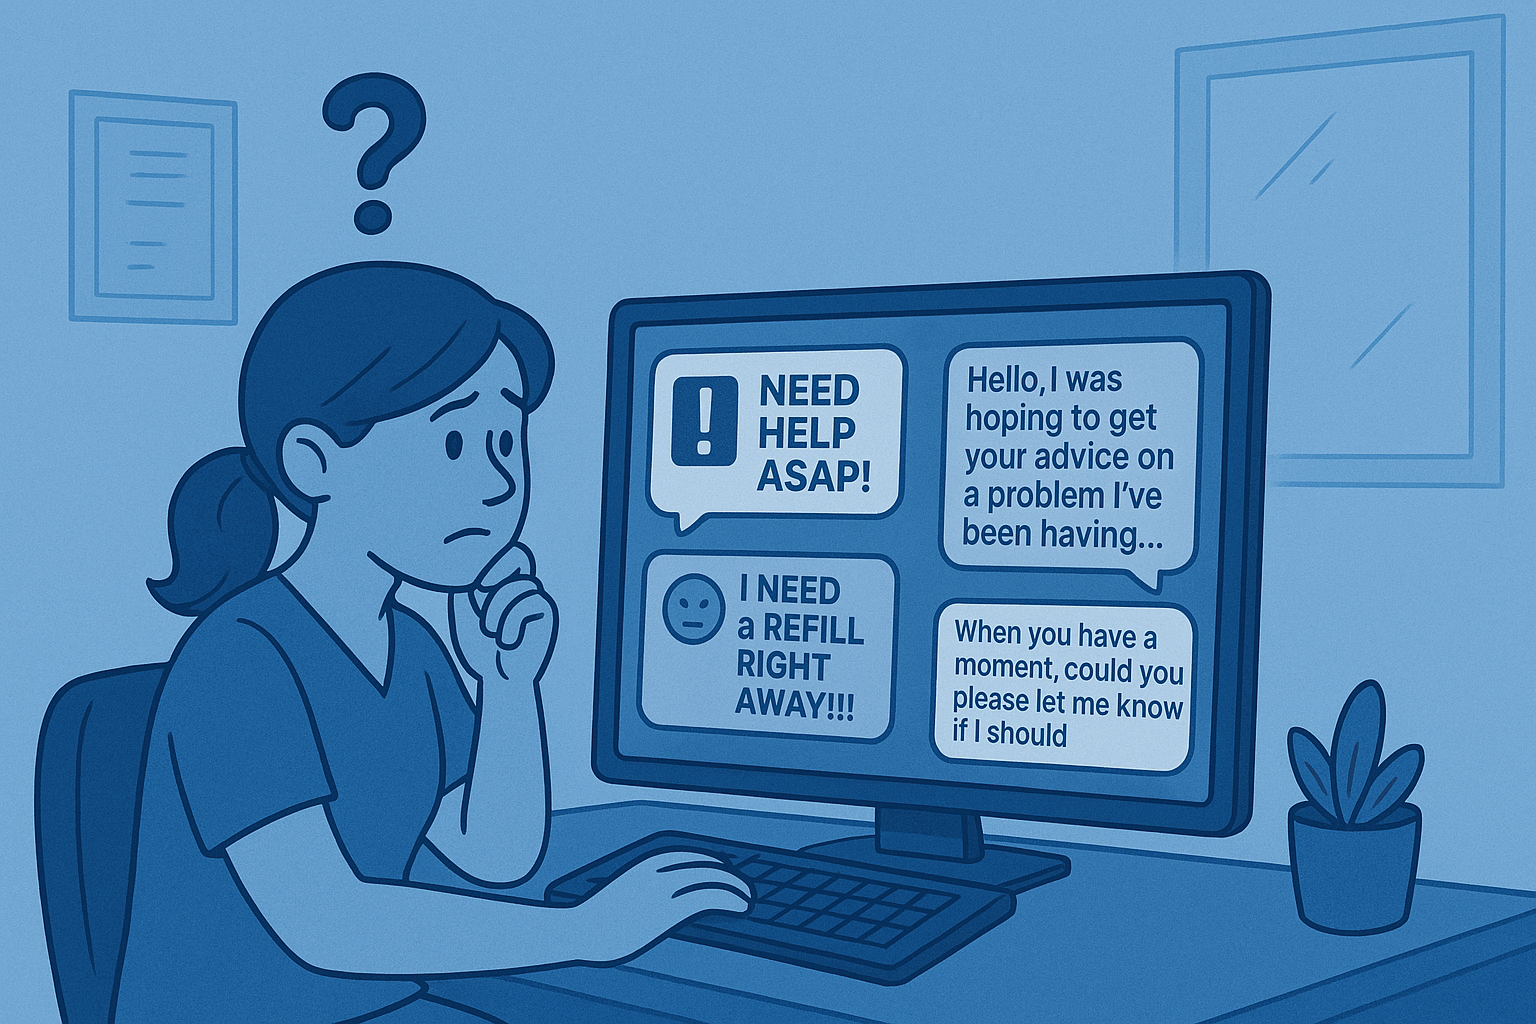 ?
!
NEED
HELP
ASAP!
Hello, I was
hoping to get
your advice on
a problem I've
been having...
I NEED
a REFILL
RIGHT
AWAY!!!
When you have a
moment, could you
please let me know
if I should